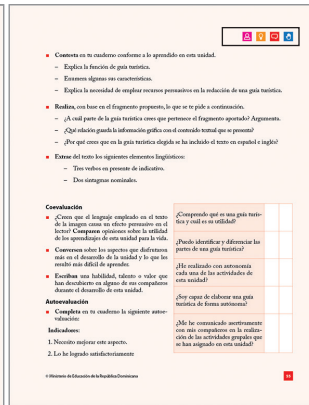 Contesta en tu cuaderno conforme a lo aprendido en esta unidad.
– Explica la función de guía turística.
– Enumera algunas sus características.
– Explica la necesidad de emplear recursos persuasivos en la redacción de una guía turística.
Realiza, con base en el fragmento propuesto, lo que se te pide a continuación.
– ¿A cuál parte de la guía turística crees que pertenece el fragmento aportado? Argumenta.
– ¿Qué relación guarda la información gráfica con el contenido textual que se presenta?
– ¿Por qué crees que en la guía turística elegida se ha incluido el texto en español e inglés?
Extrae del texto los siguientes elementos lingüísticos:
– Tres verbos en presente de indicativo.
– Dos sintagmas nominales.
Coevaluación
¿Creen que el lenguaje empleado en el texto
de la imagen causa un efecto persuasivo en el
lector? Comparen opiniones sobre la utilidad
de los aprendizajes de esta unidad para la vida.
Conversen sobre los aspectos que disfrutaron
más en el desarrollo de la unidad y lo que les
resultó más difícil de aprender.
Escriban una habilidad, talento o valor que
han descubierto en alguno de sus compañeros
durante el desarrollo de esta unidad.
Autoevaluación
Completa en tu cuaderno la siguiente autoe-
valuación:
Indicadores:
1. Necesito mejorar este aspecto.
2. Lo he logrado satisfactoriamente
¿Comprendo qué es una guía turís-
tica y cuál es su utilidad?
¿Puedo identificar y diferenciar las
partes de una guía turística?
¿He realizado con autonomía
cada una de las actividades de
esta unidad?
¿Soy capaz de elaborar una guía
turística de forma autónoma?
¿Me he comunicado asertivamente
con mis compañeros en la realiza-
ción de las actividades grupales que
se han asignado en esta unidad?
© Ministerio de Educación de la República Dominicana